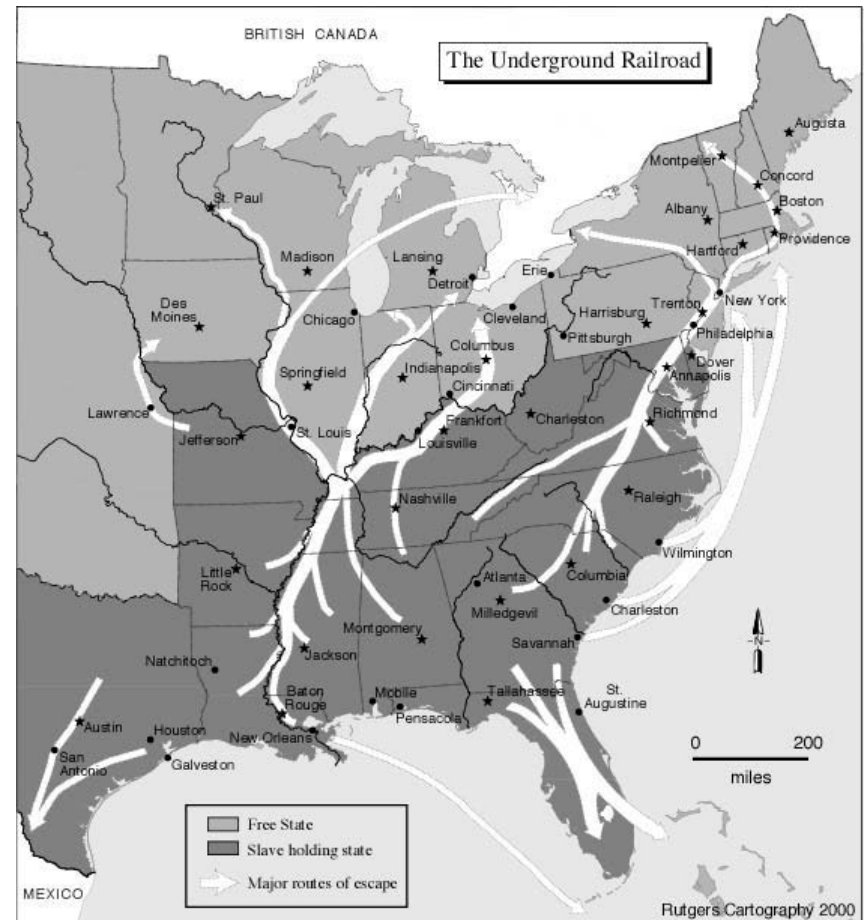 BRITISH CANADA
The Underground Railroad
Augusta
Montpelier
Concord
St. Paul
Boston
Albany
Providence
Madison
Lansing
Hartford
Detroit
Erie
New York
Des
Moines
Chicago
Cleveland
Harrisburg
Trenton
Pittsburgh
Philadelphia
Columbus
Dover
Springfield
Indianapolis
Annapolis
Cincinnati
Lawrence
Frankfort
Charleston
Richmond
Jefferson
St. Louis
Louisville
Nashville
Raleigh
Wilmington
Little
Rock
Atlanta
Columbia
Milledgevil
Charleston
Montgomery
Savannah
N
Natchitoch
Jackson
Baton
Rouge
Mobile
Tallahassee
St.
Augustine
Pensacola
Austin
Houston
New Orleans
San
Antonio
Galveston
0 200
miles
Free State
Slave holding state
Major routes of escape
MEXICO
Rutgers Cartography 2000